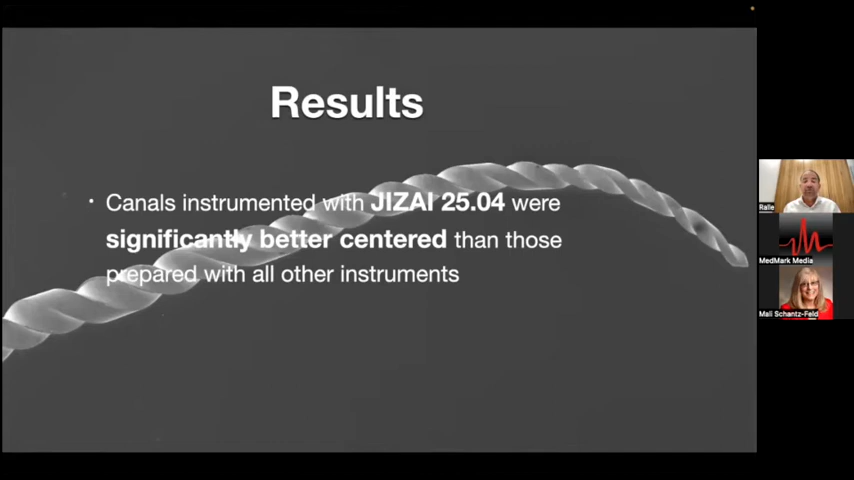 Results
• Canals instrumented with JIZAI 25.04 were
significantly better centered than those
prepared with all other instruments
Ralle
MedMark Media
Mali Schantz-Feld